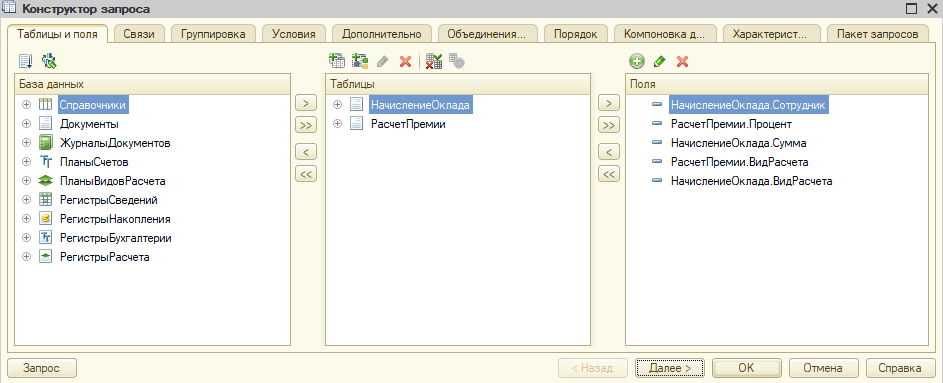 Конструктор запроса
Таблицы и поля Связи Группировка Условия Дополнительно Объединения... Порядок Компоновка д... Характерист... Пакет запросов
База данных
Справочники
Документы
ЖурналыДокументов
ПланыСчетов
ПланыВидовРасчета
РегистрыСведений
РегистрыНакопления
РегистрыБухгалтерии
РегистрыРасчета
>
>>
<
<<
Таблицы
НачислениеОклада
РасчетПремии
>
>>
<
<<
Поля
НачислениеОклада.Сотрудник
РасчетПремии.Процент
НачислениеОклада.Сумма
РасчетПремии.ВидРасчета
НачислениеОклада.ВидРасчета
Запрос < Назад Далее > OK Отмена Справка